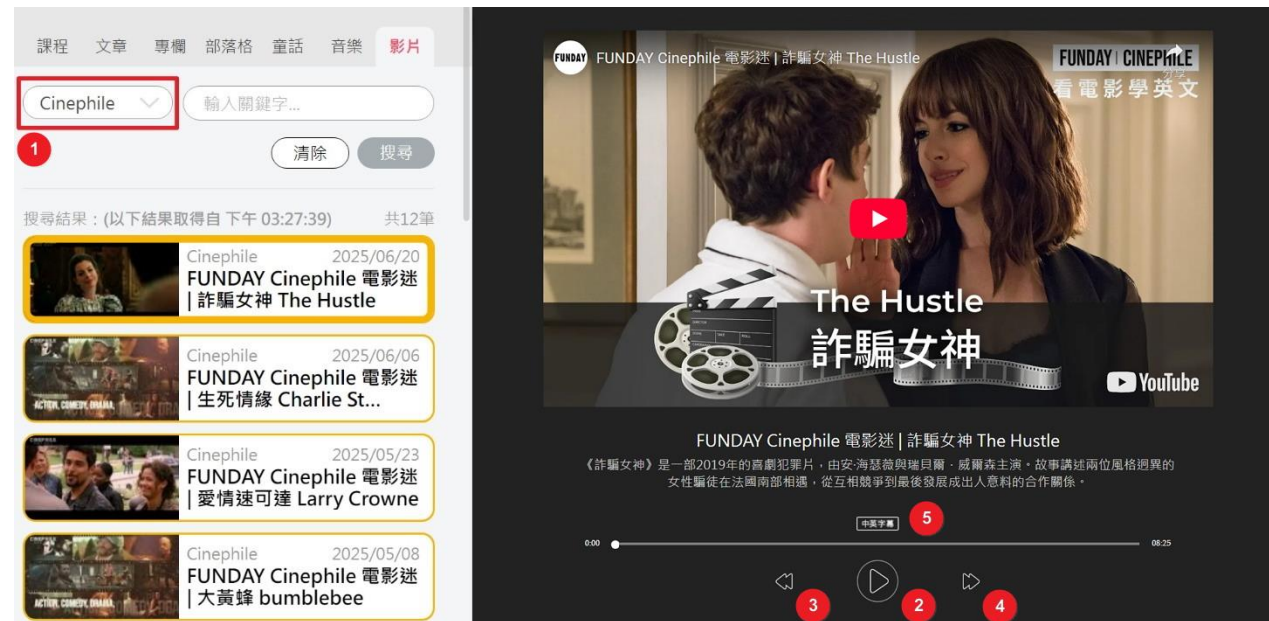 課程 文章 專欄 部落格 童話 音樂 影片
Cinephile
輸入關鍵字...
1
清除 搜尋
搜尋結果：(以下結果取得自 下午 03:27:39) 共12筆
Cinephile 2025/06/20
FUNDAY Cinephile 電影迷
| 詐騙女神 The Hustle
Cinephile 2025/06/06
FUNDAY Cinephile 電影迷
| 生死情緣 Charlie St...
ACTION, COMEDY, DRAMA,
Cinephile 2025/05/23
FUNDAY Cinephile 電影迷
| 愛情速可達 Larry Crowne
Cinephile 2025/05/08
FUNDAY Cinephile 電影迷
| 大黃蜂 bumblebee
ACTION, COMEDY, DRAMA,
FUNDAY
FUNDAY Cinephile 電影迷 | 詐騙女神 The Hustle
FUNDAY | CINEPHILE
分享
看電影學英文
The Hustle
詐騙女神
YouTube
FUNDAY Cinephile 電影迷 | 詐騙女神 The Hustle
《詐騙女神》是一部2019年的喜劇犯罪片，由安·海瑟薇與瑞貝爾·威爾森主演。故事講述兩位風格迥異的
女性騙徒在法國南部相遇，從互相競爭到最後發展成出人意料的合作關係。
中英字幕 5
0:00 08:25
3 2 4